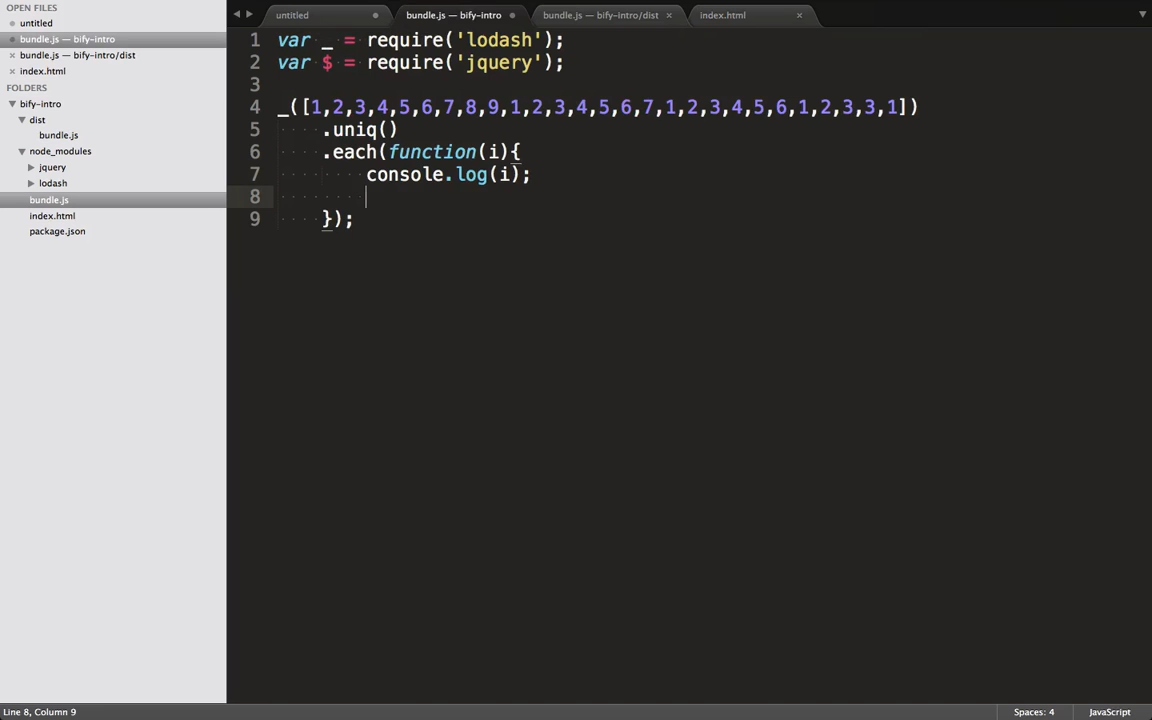 OPEN FILES
untitled
bundle.js — bify-intro
bundle.js — bify-intro/dist
index.html
FOLDERS
bify-intro
dist
bundle.js
node_modules
jquery
lodash
bundle.js
index.html
package.json
untitled
bundle.js — bify-intro
bundle.js — bify-intro/dist
index.html
1 var _ = require('lodash');
2 var $ = require('jquery');
3
4 _([1,2,3,4,5,6,7,8,9,1,2,3,4,5,6,7,1,2,3,4,5,6,1,2,3,3,1])
5     .uniq()
6     .each(function(i){
7         console.log(i);
8
9     });
Line 8, Column 9
Spaces: 4
JavaScript